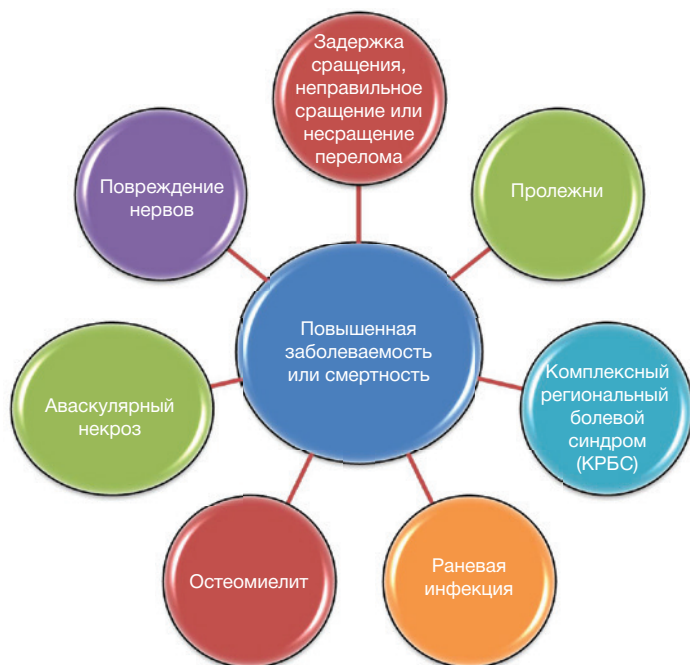 Задержка
сращения,
неправильное
сращение или
несращение
перелома
Повреждение
нервов
Пролежни
Повышенная
заболеваемость
или смертность
Аваскулярный
некроз
Комплексный
региональный
болевой
синдром
(КРБС)
Остеомиелит
Раневая
инфекция